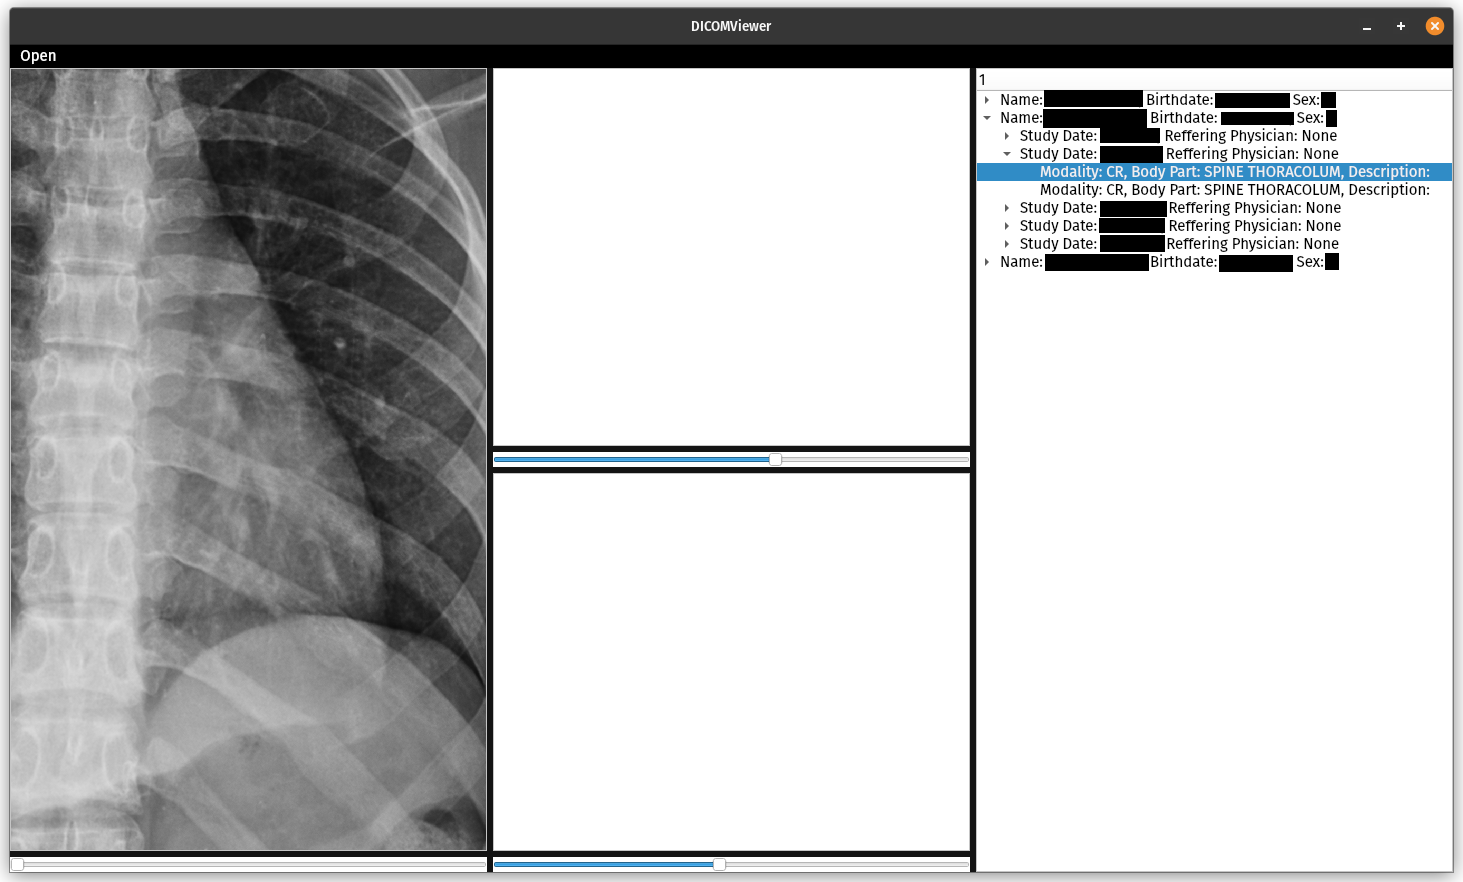 DICOMViewer
Open
1
Name: Birthdate: Sex:
Name: Birthdate: Sex:
Study Date: Reffering Physician: None
Study Date: Reffering Physician: None
Modality: CR, Body Part: SPINE THORACOLUM, Description:
Modality: CR, Body Part: SPINE THORACOLUM, Description:
Study Date: Reffering Physician: None
Study Date: Reffering Physician: None
Study Date: Reffering Physician: None
Name: Birthdate: Sex: